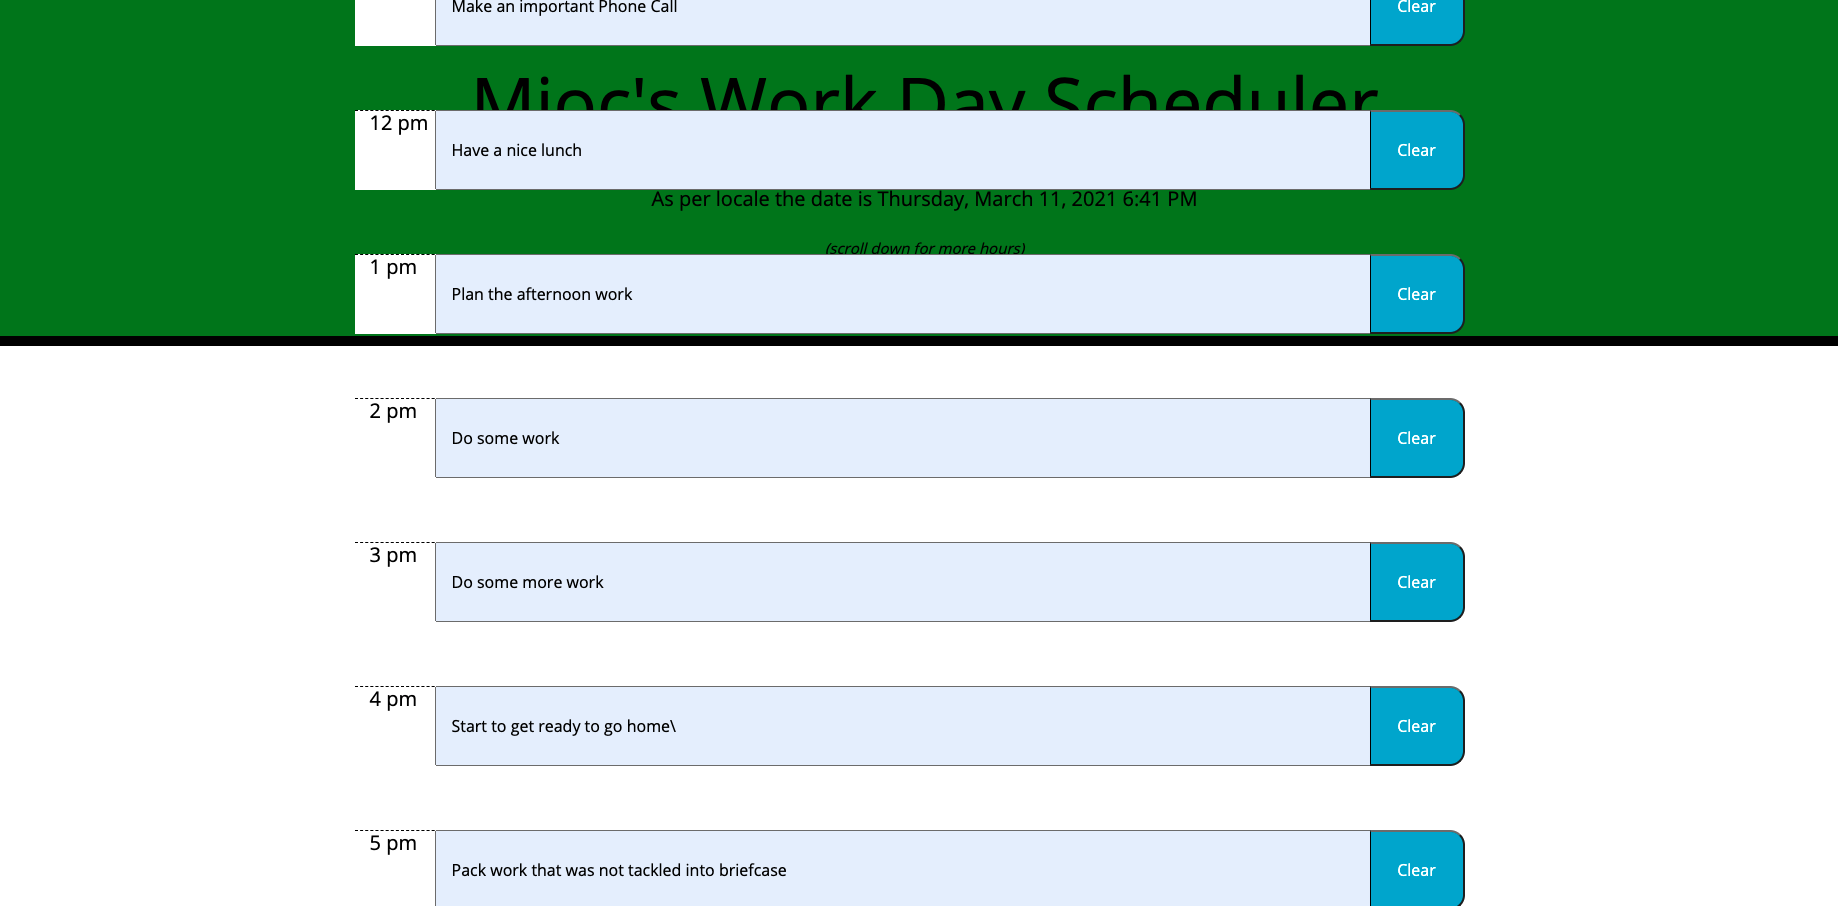 Make an important Phone Call
Clear
Mioc's Work Day Scheduler
12 pm
Have a nice lunch
Clear
As per locale the date is Thursday, March 11, 2021 6:41 PM
(scroll down for more hours)
1 pm
Plan the afternoon work
Clear
2 pm
Do some work
Clear
3 pm
Do some more work
Clear
4 pm
Start to get ready to go home\
Clear
5 pm
Pack work that was not tackled into briefcase
Clear